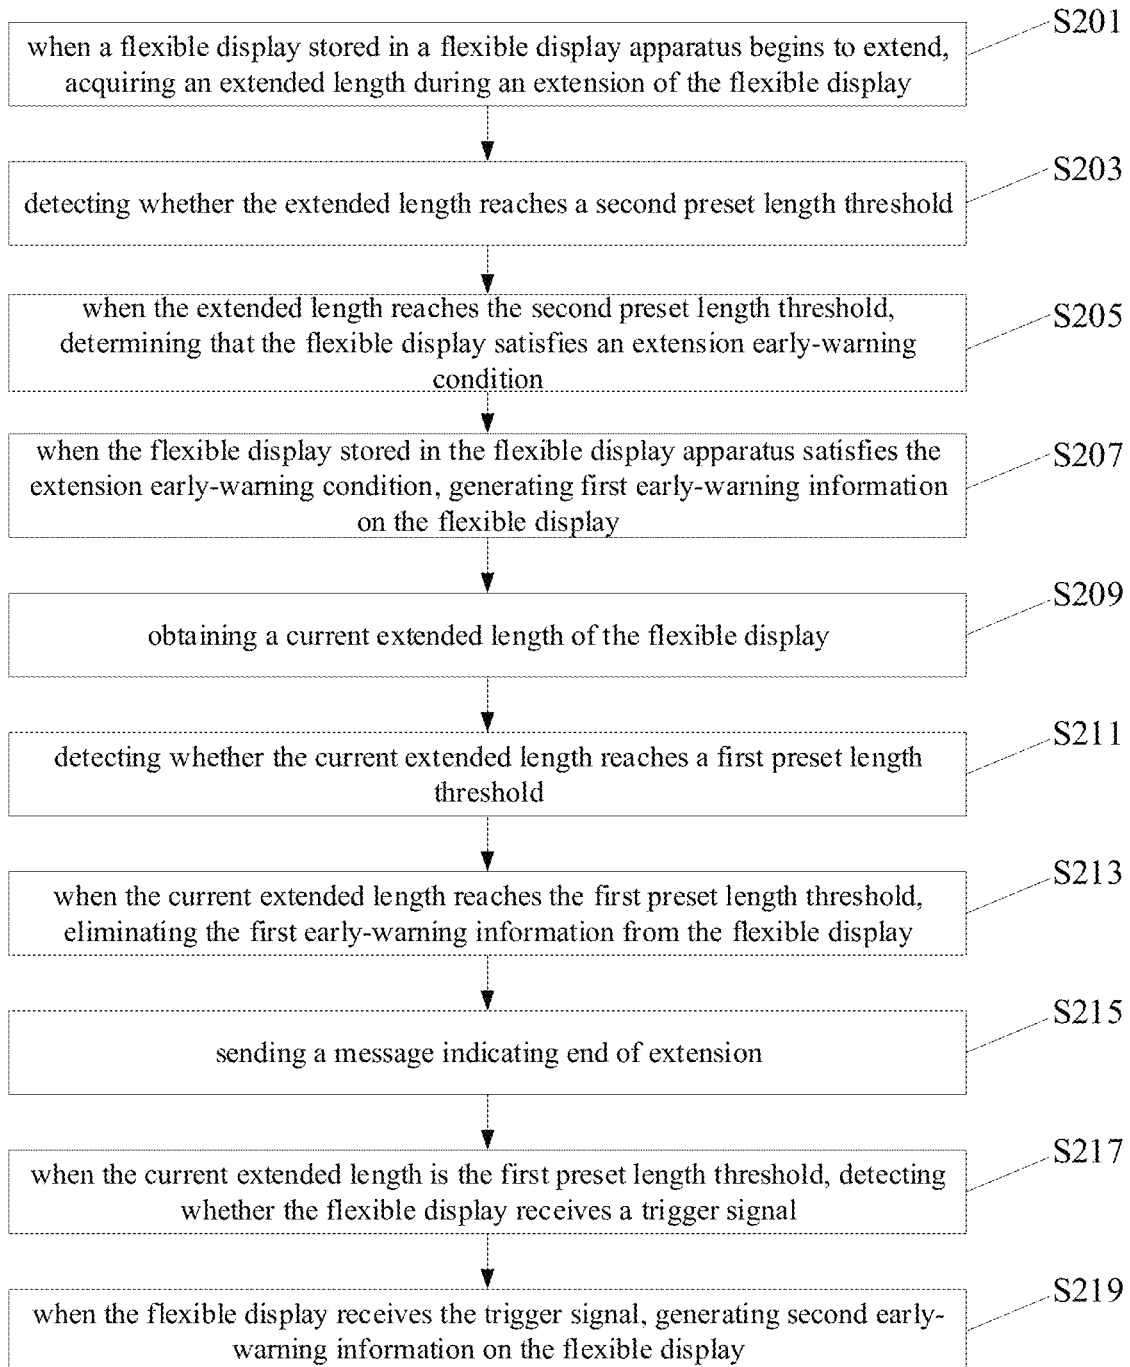 S201
when a flexible display stored in a flexible display apparatus begins to extend,
acquiring an extended length during an extension of the flexible display
S203
detecting whether the extended length reaches a second preset length threshold
S205
when the extended length reaches the second preset length threshold,
determining that the flexible display satisfies an extension early-warning
condition
S207
when the flexible display stored in the flexible display apparatus satisfies the
extension early-warning condition, generating first early-warning information
on the flexible display
S209
obtaining a current extended length of the flexible display
S211
detecting whether the current extended length reaches a first preset length
threshold
S213
when the current extended length reaches the first preset length threshold,
eliminating the first early-warning information from the flexible display
S215
sending a message indicating end of extension
S217
when the current extended length is the first preset length threshold, detecting
whether the flexible display receives a trigger signal
S219
when the flexible display receives the trigger signal, generating second early-
warning information on the flexible display